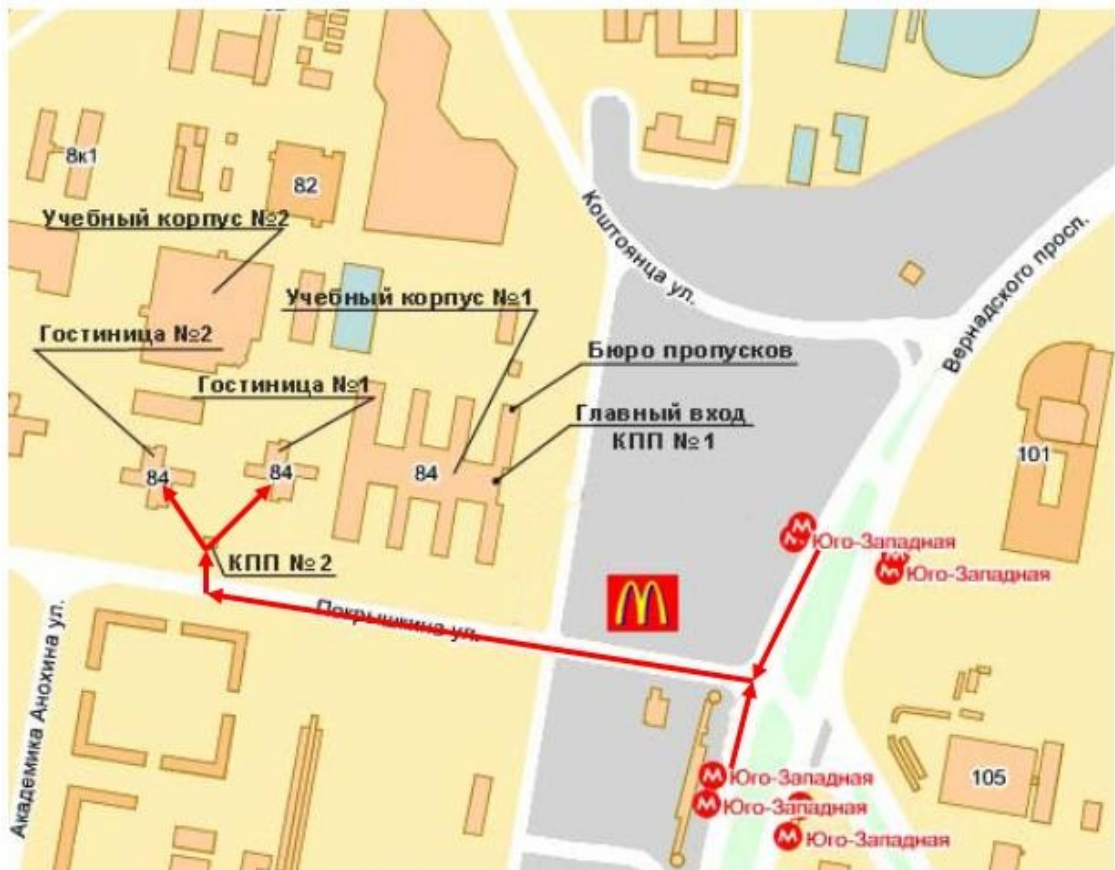 8к1
82
Учебный корпус №2
Коштоянца ул.
Вернадского просп.
Учебный корпус №1
Гостиница №2
Бюро пропусков
Гостиница №1
Главный вход
КПП №1
84
84
84
101
Юго-Западная
Юго-Западная
КПП №2
Покрышкина ул.
Академика Анохина ул.
Юго-Западная
105
Юго-Западная
Юго-Западная